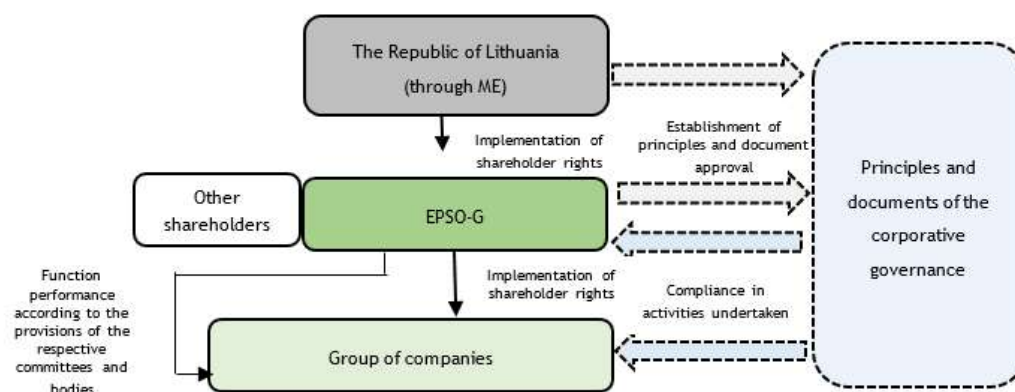 The Republic of Lithuania
(through ME)
Implementation of
shareholder rights
Establishment of
principles and document
approval
Principles and
documents of the
corporative
governance
Other
shareholders
EPSO-G
Function
performance
according to the
provisions of the
respective
committees and
bodies
Implementation of
shareholder rights
Compliance in
activities undertaken
Group of companies